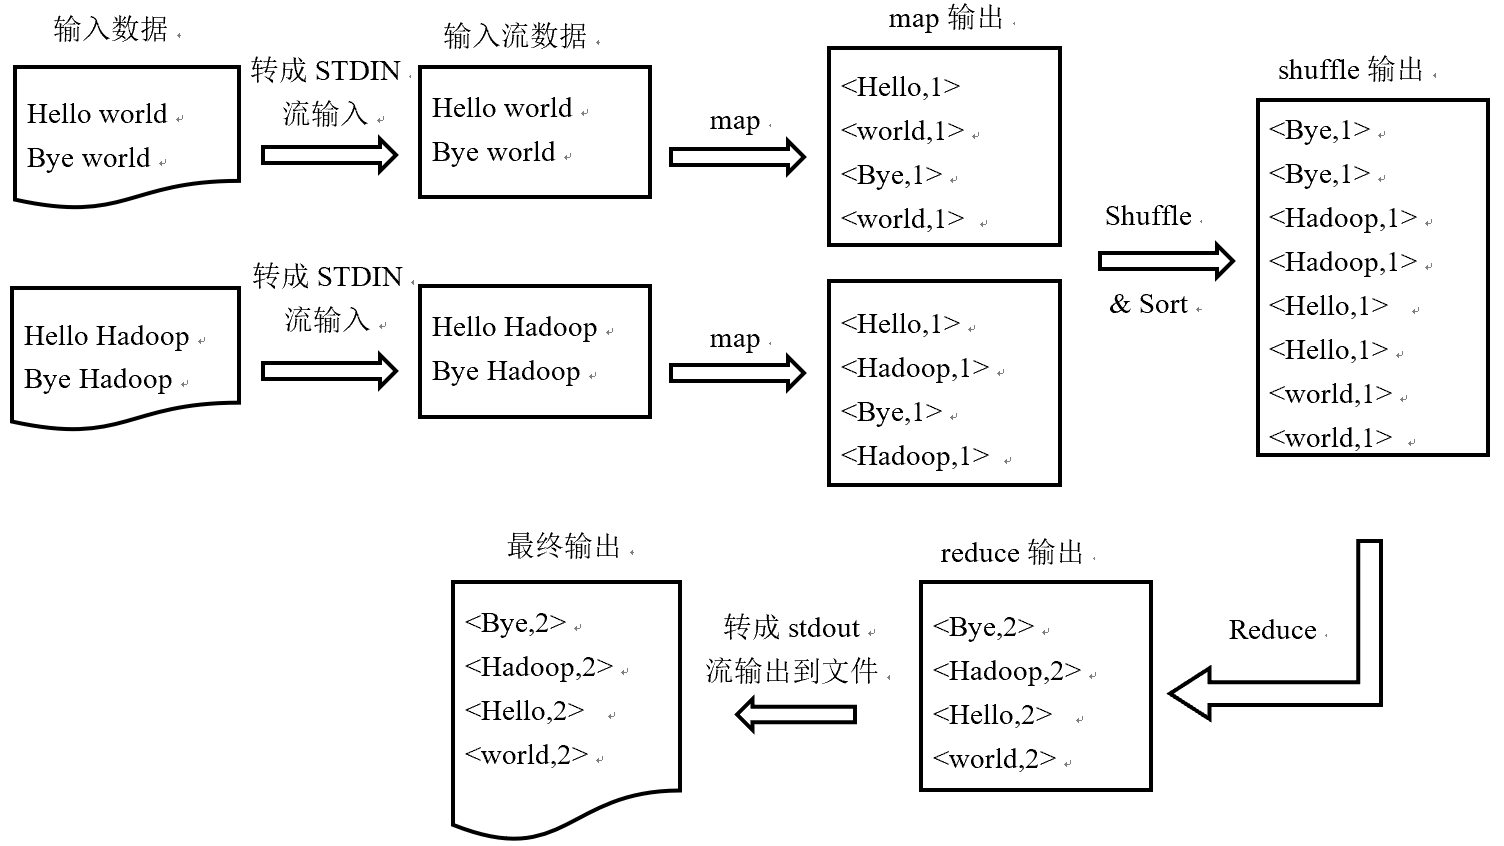 输入数据
Hello world
Bye world
转成 STDIN
流输入
输入流数据
Hello world
Bye world
map
map 输出
<Hello,1>
<world,1>
<Bye,1>
<world,1>
Hello Hadoop
Bye Hadoop
转成 STDIN
流输入
Hello Hadoop
Bye Hadoop
map
<Hello,1>
<Hadoop,1>
<Bye,1>
<Hadoop,1>
Shuffle
& Sort
shuffle 输出
<Bye,1>
<Bye,1>
<Hadoop,1>
<Hadoop,1>
<Hello,1>
<Hello,1>
<world,1>
<world,1>
Reduce
reduce 输出
<Bye,2>
<Hadoop,2>
<Hello,2>
<world,2>
转成 stdout
流输出到文件
最终输出
<Bye,2>
<Hadoop,2>
<Hello,2>
<world,2>